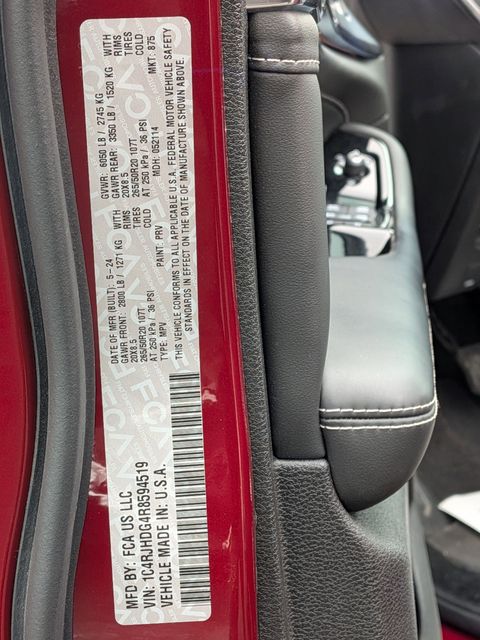 MFD BY: FCA US LLC
DATE OF MFR (BUILT): 5-24
GVWR: 6050 LB / 2745 KG
GAWR FRONT: 2800 LB / 1271 KG WITH
20X8.5 RIMS
265/50R20 107T TIRES
AT 250 kPa / 36 PSI COLD
GAWR REAR: 3350 LB / 1520 KG WITH
20X8.5 RIMS
265/50R20 107T TIRES
AT 250 kPa / 36 PSI COLD
THIS VEHICLE CONFORMS TO ALL APPLICABLE U.S.A. FEDERAL MOTOR VEHICLE SAFETY
STANDARDS IN EFFECT ON THE DATE OF MANUFACTURE SHOWN ABOVE.
VIN: 1C4RJHDG4R8594519
TYPE: MPV
PAINT: PRV
MDH: 052114
MKT: 875
VEHICLE MADE IN: U.S.A.